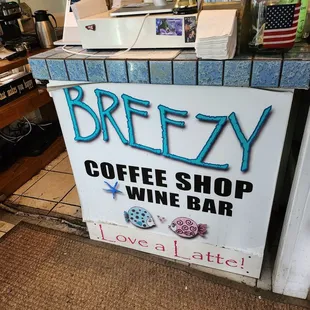 BREEZY
COFFEE SHOP
WINE BAR
Love a Latte!